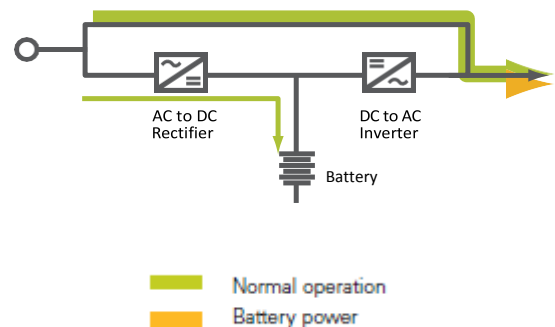 AC to DC
Rectifier
DC to AC
Inverter
Battery
Normal operation
Battery power